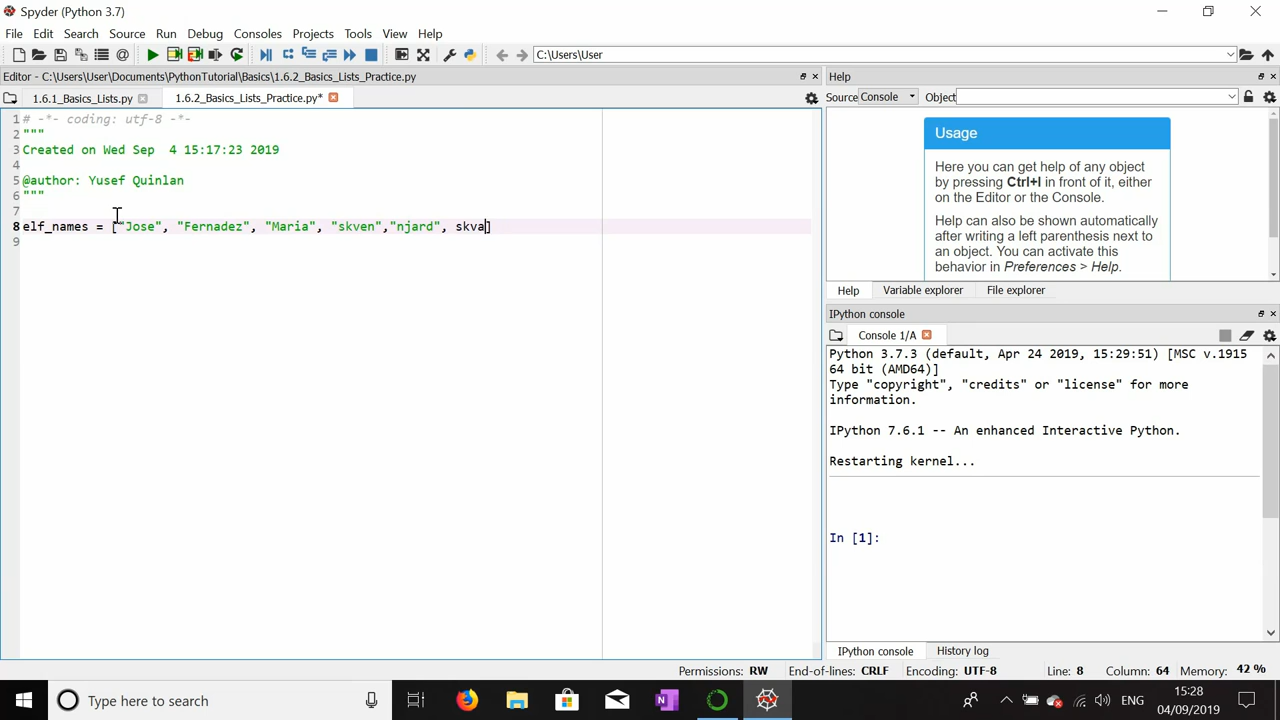 Spyder (Python 3.7)
File Edit Search Source Run Debug Consoles Projects Tools View Help
C:\Users\User
Editor - C:\Users\User\Documents\PythonTutorial\Basics\1.6.2_Basics_Lists_Practice.py
1.6.1_Basics_Lists.py 1.6.2_Basics_Lists_Practice.py*
1 # -*- coding: utf-8 -*-
2 """
3 Created on Wed Sep  4 15:17:23 2019
4
5 @author: Yusef Quinlan
6 """
7
8 elf_names = ["Jose", "Fernadez", "Maria", "skven","njard", skva]
9
Help
Source Console Object
Usage
Here you can get help of any object
by pressing Ctrl+I in front of it, either
on the Editor or the Console.
Help can also be shown automatically
after writing a left parenthesis next to
an object. You can activate this
behavior in Preferences > Help.
Help Variable explorer File explorer
IPython console
Console 1/A
Python 3.7.3 (default, Apr 24 2019, 15:29:51) [MSC v.1915
64 bit (AMD64)]
Type "copyright", "credits" or "license" for more
information.
IPython 7.6.1 -- An enhanced Interactive Python.
Restarting kernel...
In [1]:
IPython console History log
Permissions: RW End-of-lines: CRLF Encoding: UTF-8 Line: 8 Column: 64 Memory: 42 %
Type here to search
ENG
15:28
04/09/2019